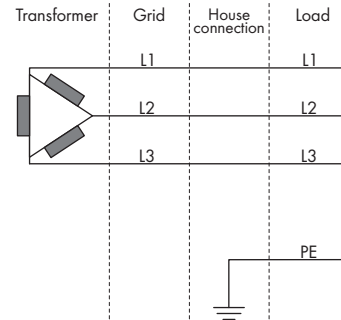 Transformer Grid House Load
connection
L1 L1
L2 L2
L3 L3
PE